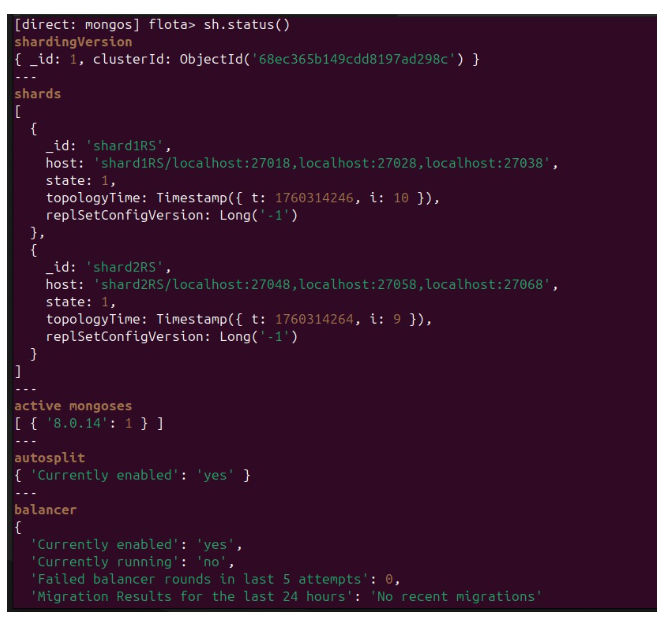 [direct: mongos] flota> sh.status()
shardingVersion
{ _id: 1, clusterId: ObjectId('68ec365b149cdd8197ad298c') }
---
shards
[
  {
    _id: 'shard1RS',
    host: 'shard1RS/localhost:27018,localhost:27028,localhost:27038',
    state: 1,
    topologyTime: Timestamp({ t: 1760314246, i: 10 }),
    replSetConfigVersion: Long('-1')
  },
  {
    _id: 'shard2RS',
    host: 'shard2RS/localhost:27048,localhost:27058,localhost:27068',
    state: 1,
    topologyTime: Timestamp({ t: 1760314264, i: 9 }),
    replSetConfigVersion: Long('-1')
  }
]
---
active mongoses
[ { '8.0.14': 1 } ]
---
autosplit
{ 'Currently enabled': 'yes' }
---
balancer
{
  'Currently enabled': 'yes',
  'Currently running': 'no',
  'Failed balancer rounds in last 5 attempts': 0,
  'Migration Results for the last 24 hours': 'No recent migrations'